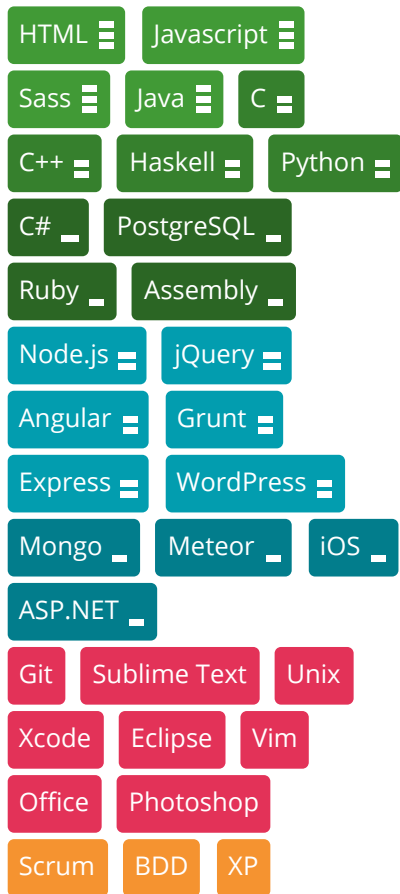 HTML Javascript
Sass Java C
C++ Haskell Python
C# PostgreSQL
Ruby Assembly
Node.js jQuery
Angular Grunt
Express WordPress
Mongo Meteor iOS
ASP.NET
Git Sublime Text Unix
Xcode Eclipse Vim
Office Photoshop
Scrum BDD XP